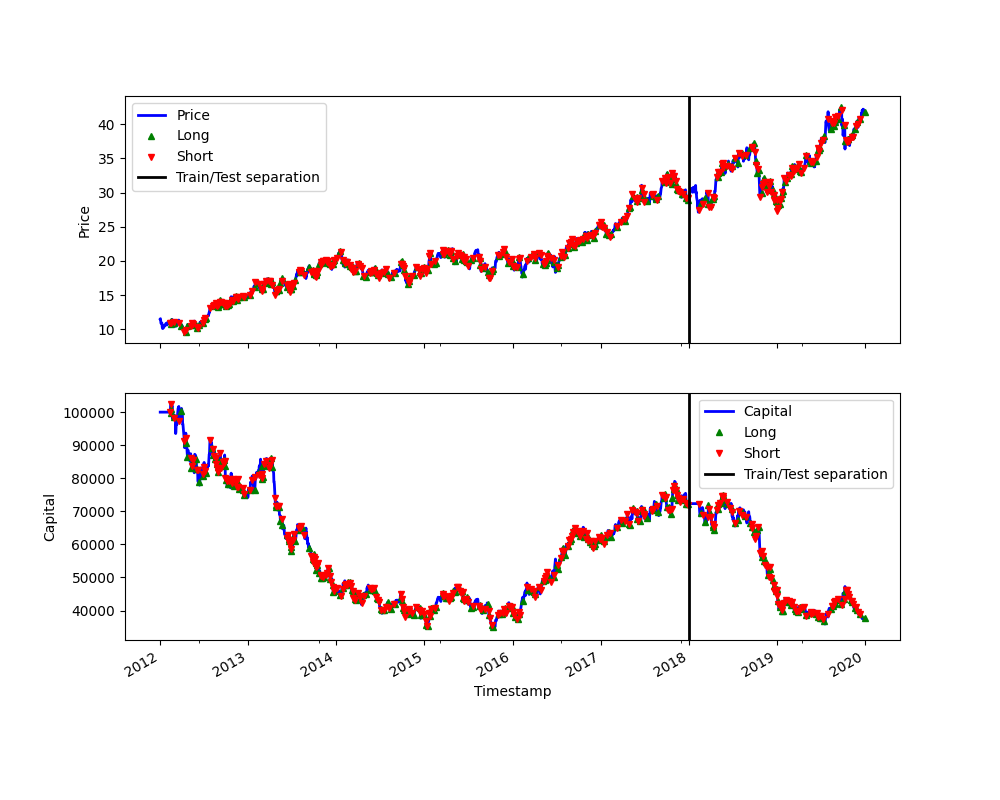 Price
Long
Short
Train/Test separation
40
35
30
25
20
15
10
Price
Capital
Long
Short
Train/Test separation
100000
90000
80000
70000
60000
50000
40000
Capital
2012 2013 2014 2015 2016 2017 2018 2019 2020
Timestamp